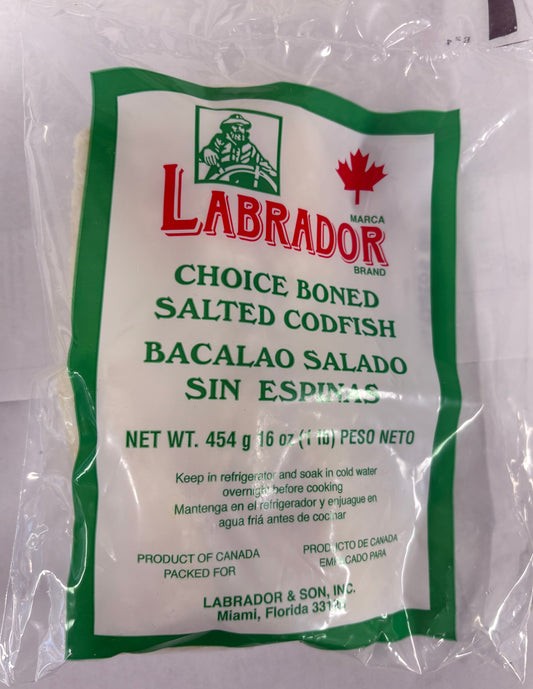 LABRADOR
MARCA
BRAND
CHOICE BONED
SALTED CODFISH
BACALAO SALADO
SIN ESPINAS
NET WT. 454 g 16 oz (1 lb) PESO NETO
Keep in refrigerator and soak in cold water
overnight before cooking
Mantenga en el refrigerador y enjuague en
agua friá antes de cocinar
PRODUCT OF CANADA
PACKED FOR
PRODUCTO DE CANADA
EMPACADO PARA
LABRADOR & SON, INC.
Miami, Florida